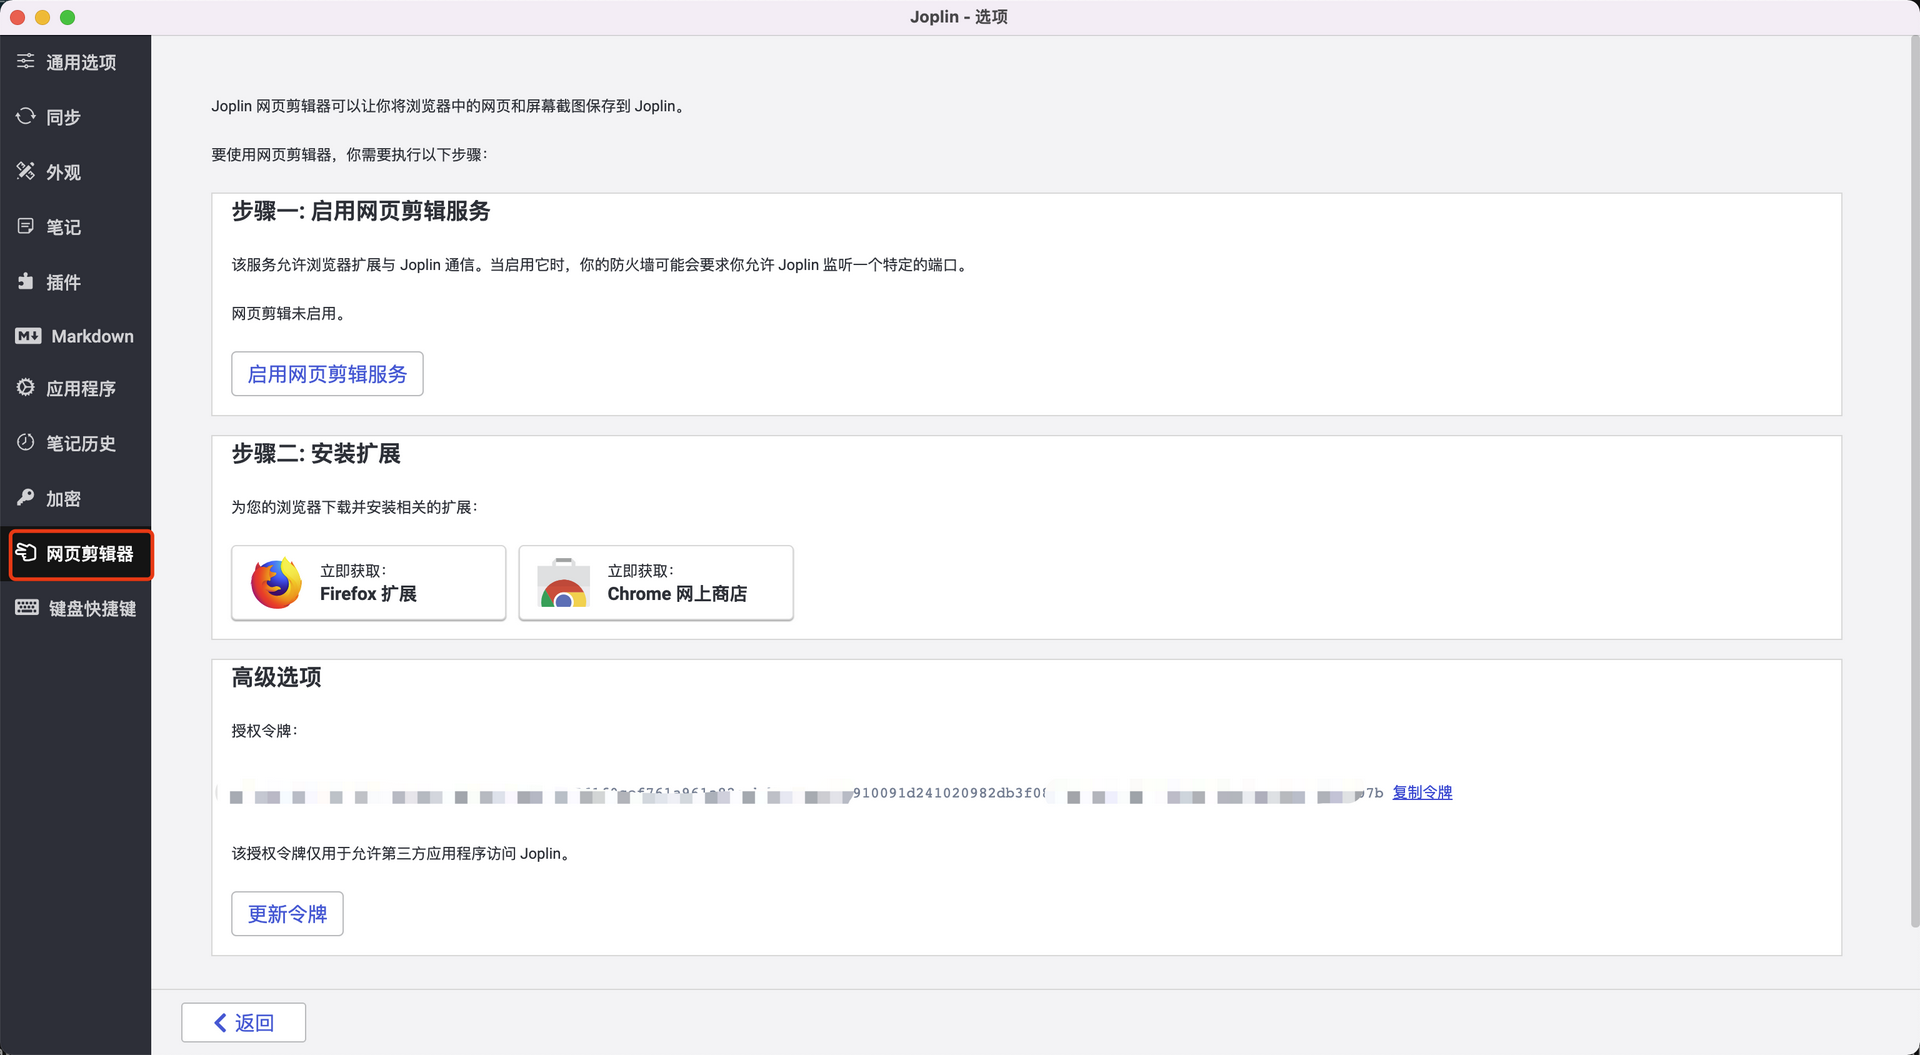 Joplin - 选项
通用选项
同步
外观
笔记
插件
Markdown
应用程序
笔记历史
加密
网页剪辑器
键盘快捷键
Joplin 网页剪辑器可以让你将浏览器中的网页和屏幕截图保存到 Joplin。
要使用网页剪辑器，你需要执行以下步骤：
步骤一: 启用网页剪辑服务
该服务允许浏览器扩展与 Joplin 通信。当启用它时，你的防火墙可能会要求你允许 Joplin 监听一个特定的端口。
网页剪辑未启用。
启用网页剪辑服务
步骤二: 安装扩展
为您的浏览器下载并安装相关的扩展：
立即获取：
Firefox 扩展
立即获取：
Chrome 网上商店
高级选项
授权令牌：
910091d241020982db3f0 7b 复制令牌
该授权令牌仅用于允许第三方应用程序访问 Joplin。
更新令牌
返回